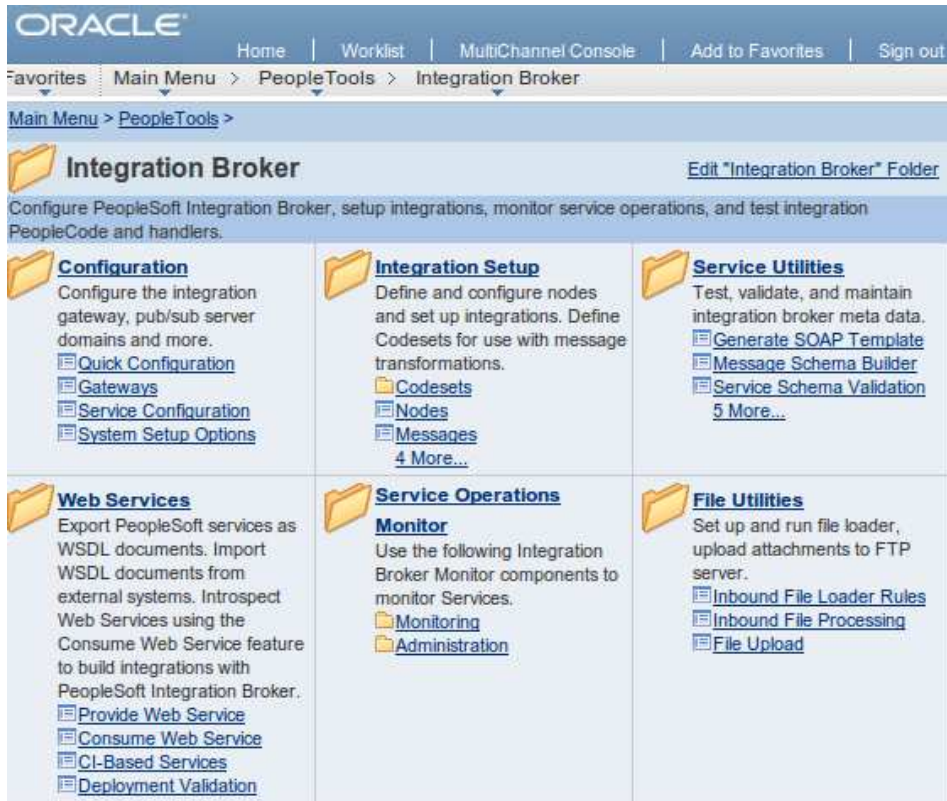 ORACLE
Home | Worklist | MultiChannel Console | Add to Favorites | Sign out
Favorites Main Menu > PeopleTools > Integration Broker
Main Menu > PeopleTools >
Integration Broker
Edit "Integration Broker" Folder
Configure PeopleSoft Integration Broker, setup integrations, monitor service operations, and test integration
PeopleCode and handlers.
Configuration
Configure the integration
gateway, pub/sub server
domains and more.
Quick Configuration
Gateways
Service Configuration
System Setup Options
Integration Setup
Define and configure nodes
and set up integrations. Define
Codesets for use with message
transformations.
Codesets
Nodes
Messages
4 More...
Service Utilities
Test, validate, and maintain
integration broker meta data.
Generate SOAP Template
Message Schema Builder
Service Schema Validation
5 More...
Web Services
Export PeopleSoft services as
WSDL documents. Import
WSDL documents from
external systems. Introspect
Web Services using the
Consume Web Service feature
to build integrations with
PeopleSoft Integration Broker.
Provide Web Service
Consume Web Service
CI-Based Services
Deployment Validation
Service Operations
Monitor
Use the following Integration
Broker Monitor components to
monitor Services.
Monitoring
Administration
File Utilities
Set up and run file loader,
upload attachments to FTP
server.
Inbound File Loader Rules
Inbound File Processing
File Upload